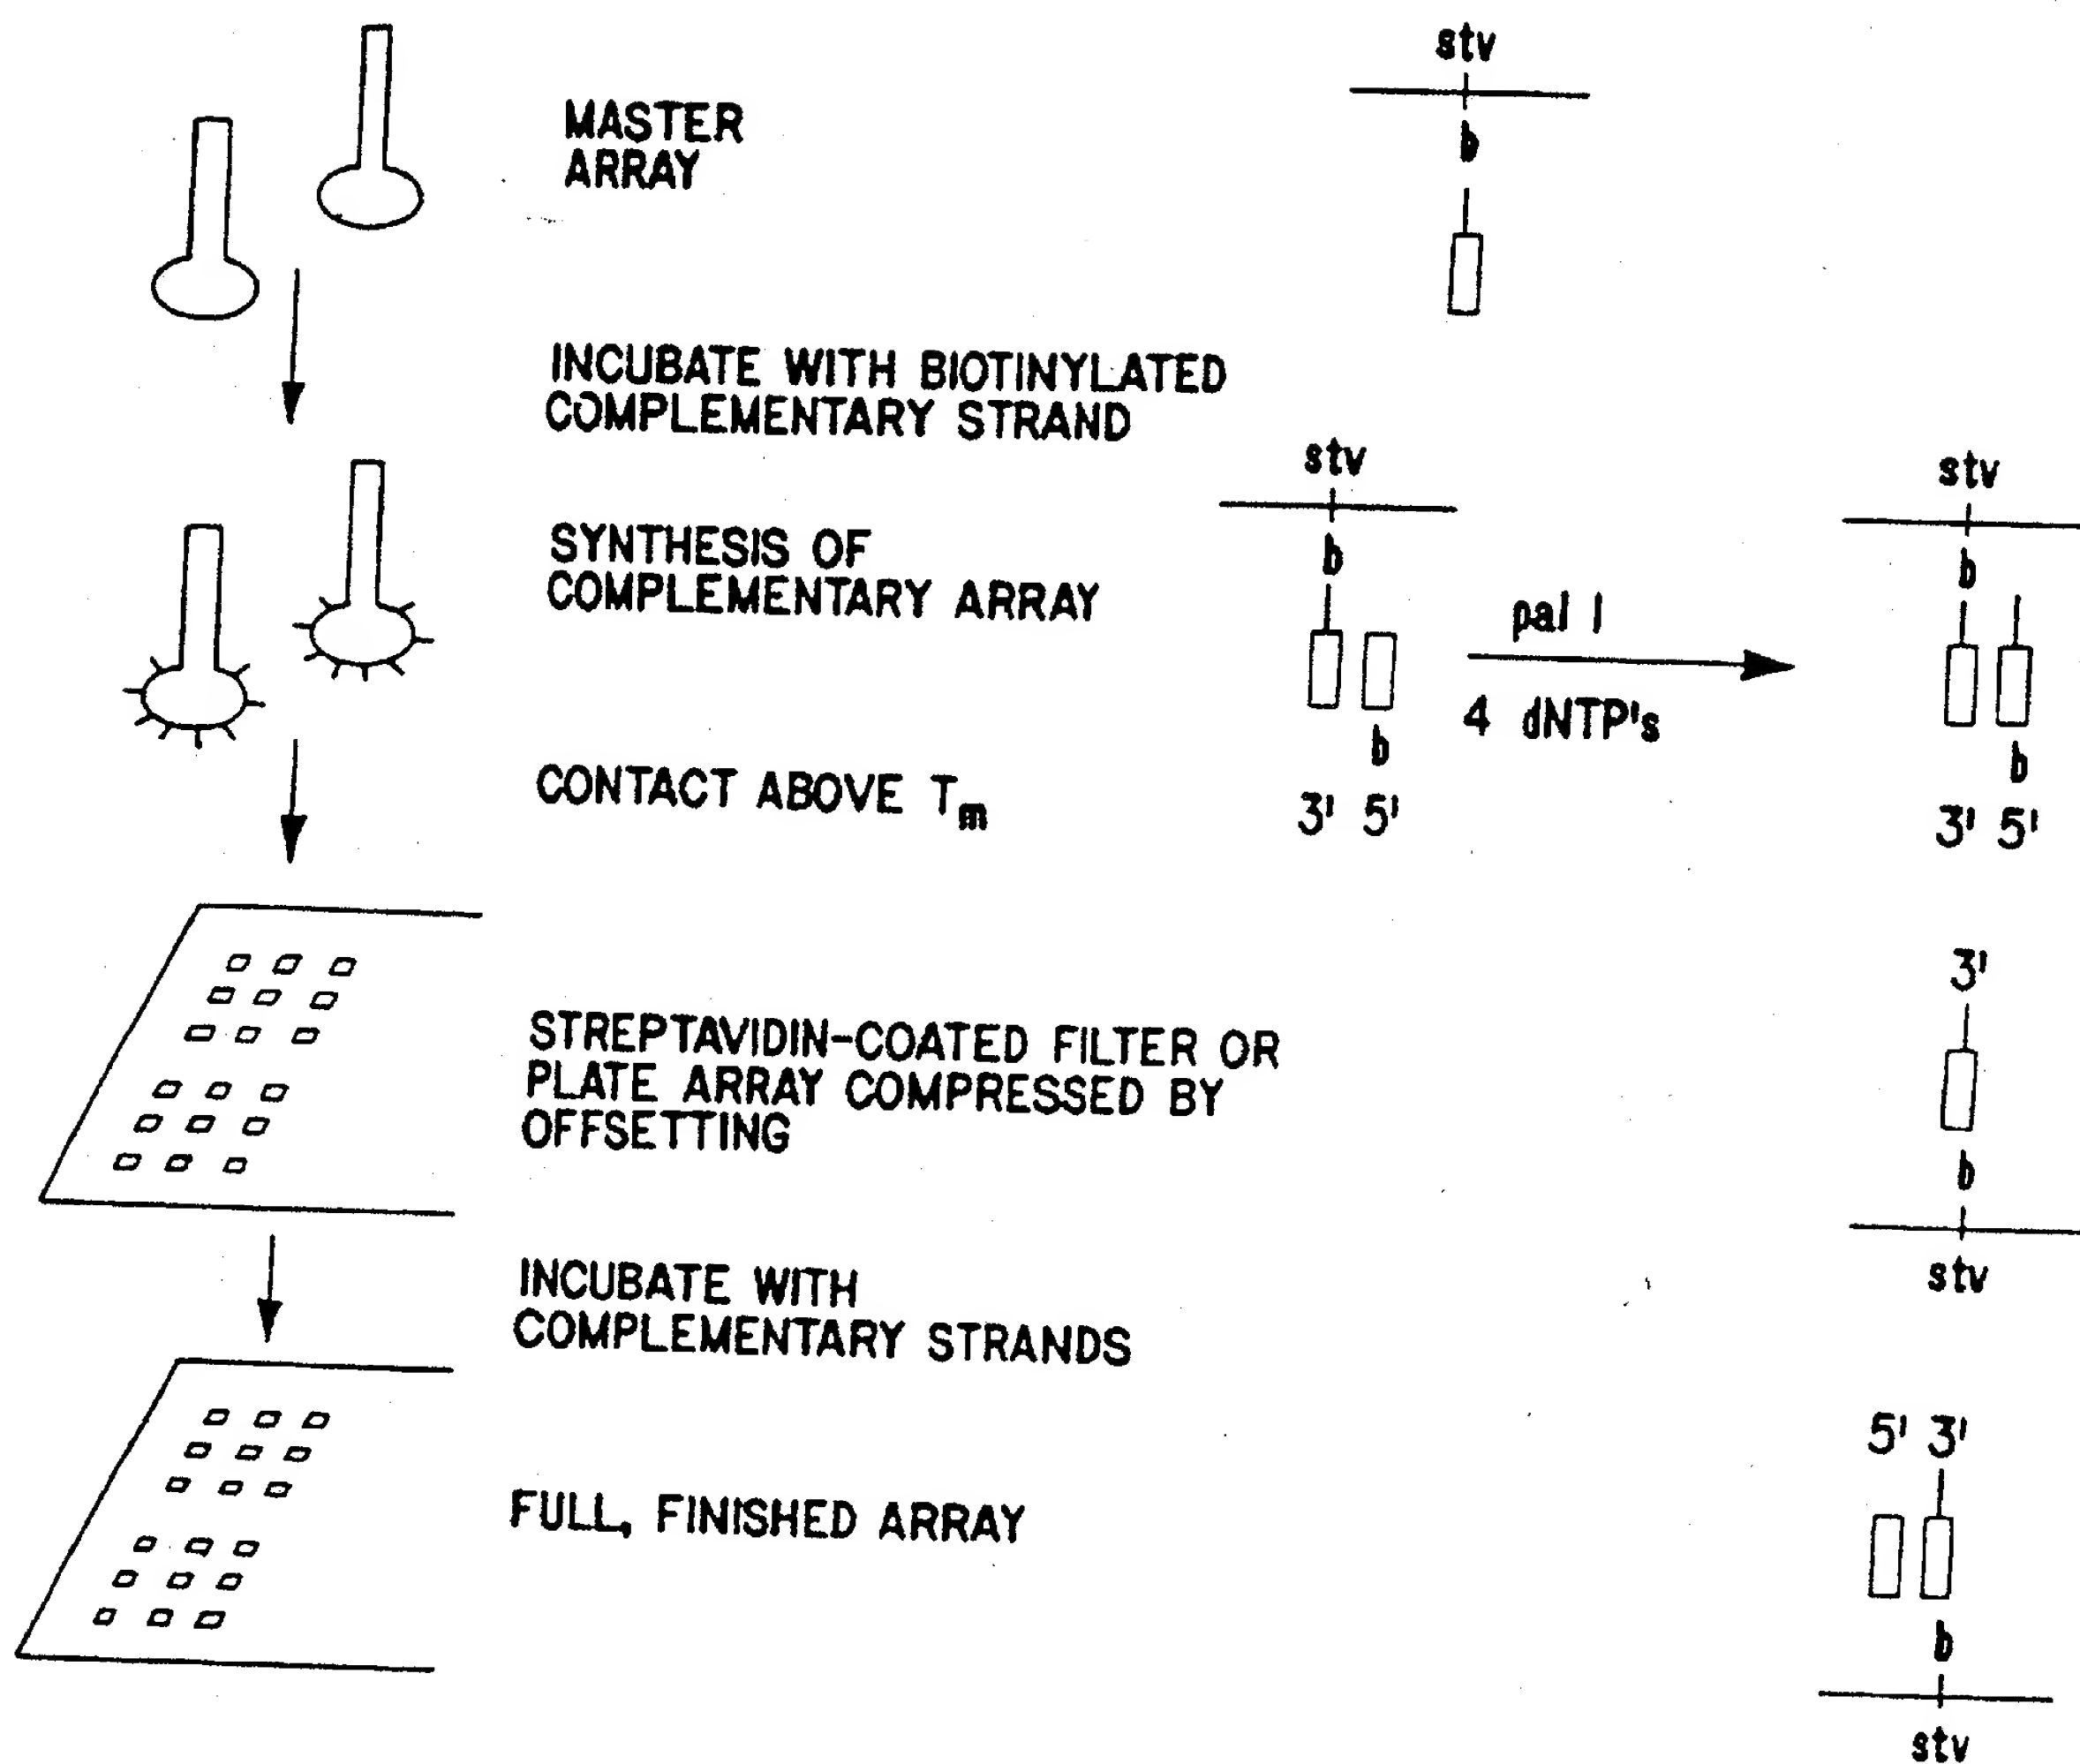 stv
MASTER
ARRAY
b
INCUBATE WITH BIOTINYLATED
COMPLEMENTARY STRAND
stv
stv
SYNTHESIS OF
COMPLEMENTARY ARRAY
b
b
pal I
4 dNTP's
b
b
3' 5'
3' 5'
CONTACT ABOVE Tm
3'
STREPTAVIDIN-COATED FILTER OR
PLATE ARRAY COMPRESSED BY
OFFSETTING
b
stv
INCUBATE WITH
COMPLEMENTARY STRANDS
5' 3'
FULL, FINISHED ARRAY
b
stv